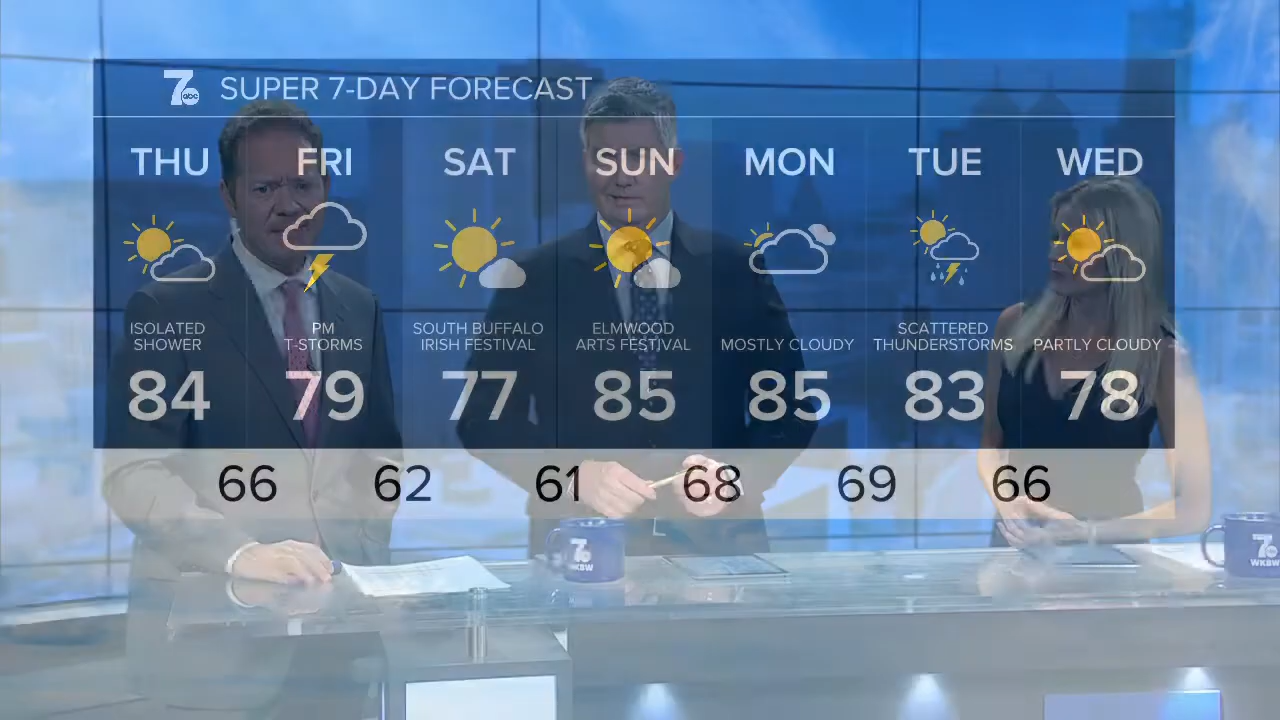 7 abc SUPER 7-DAY FORECAST
THU FRI SAT SUN MON TUE WED
ISOLATED SHOWER
PM T-STORMS
SOUTH BUFFALO IRISH FESTIVAL
ELMWOOD ARTS FESTIVAL
MOSTLY CLOUDY
SCATTERED THUNDERSTORMS
PARTLY CLOUDY
84 79 77 85 85 83 78
66 62 61 68 69 66
7
WKBW
7
WKBW